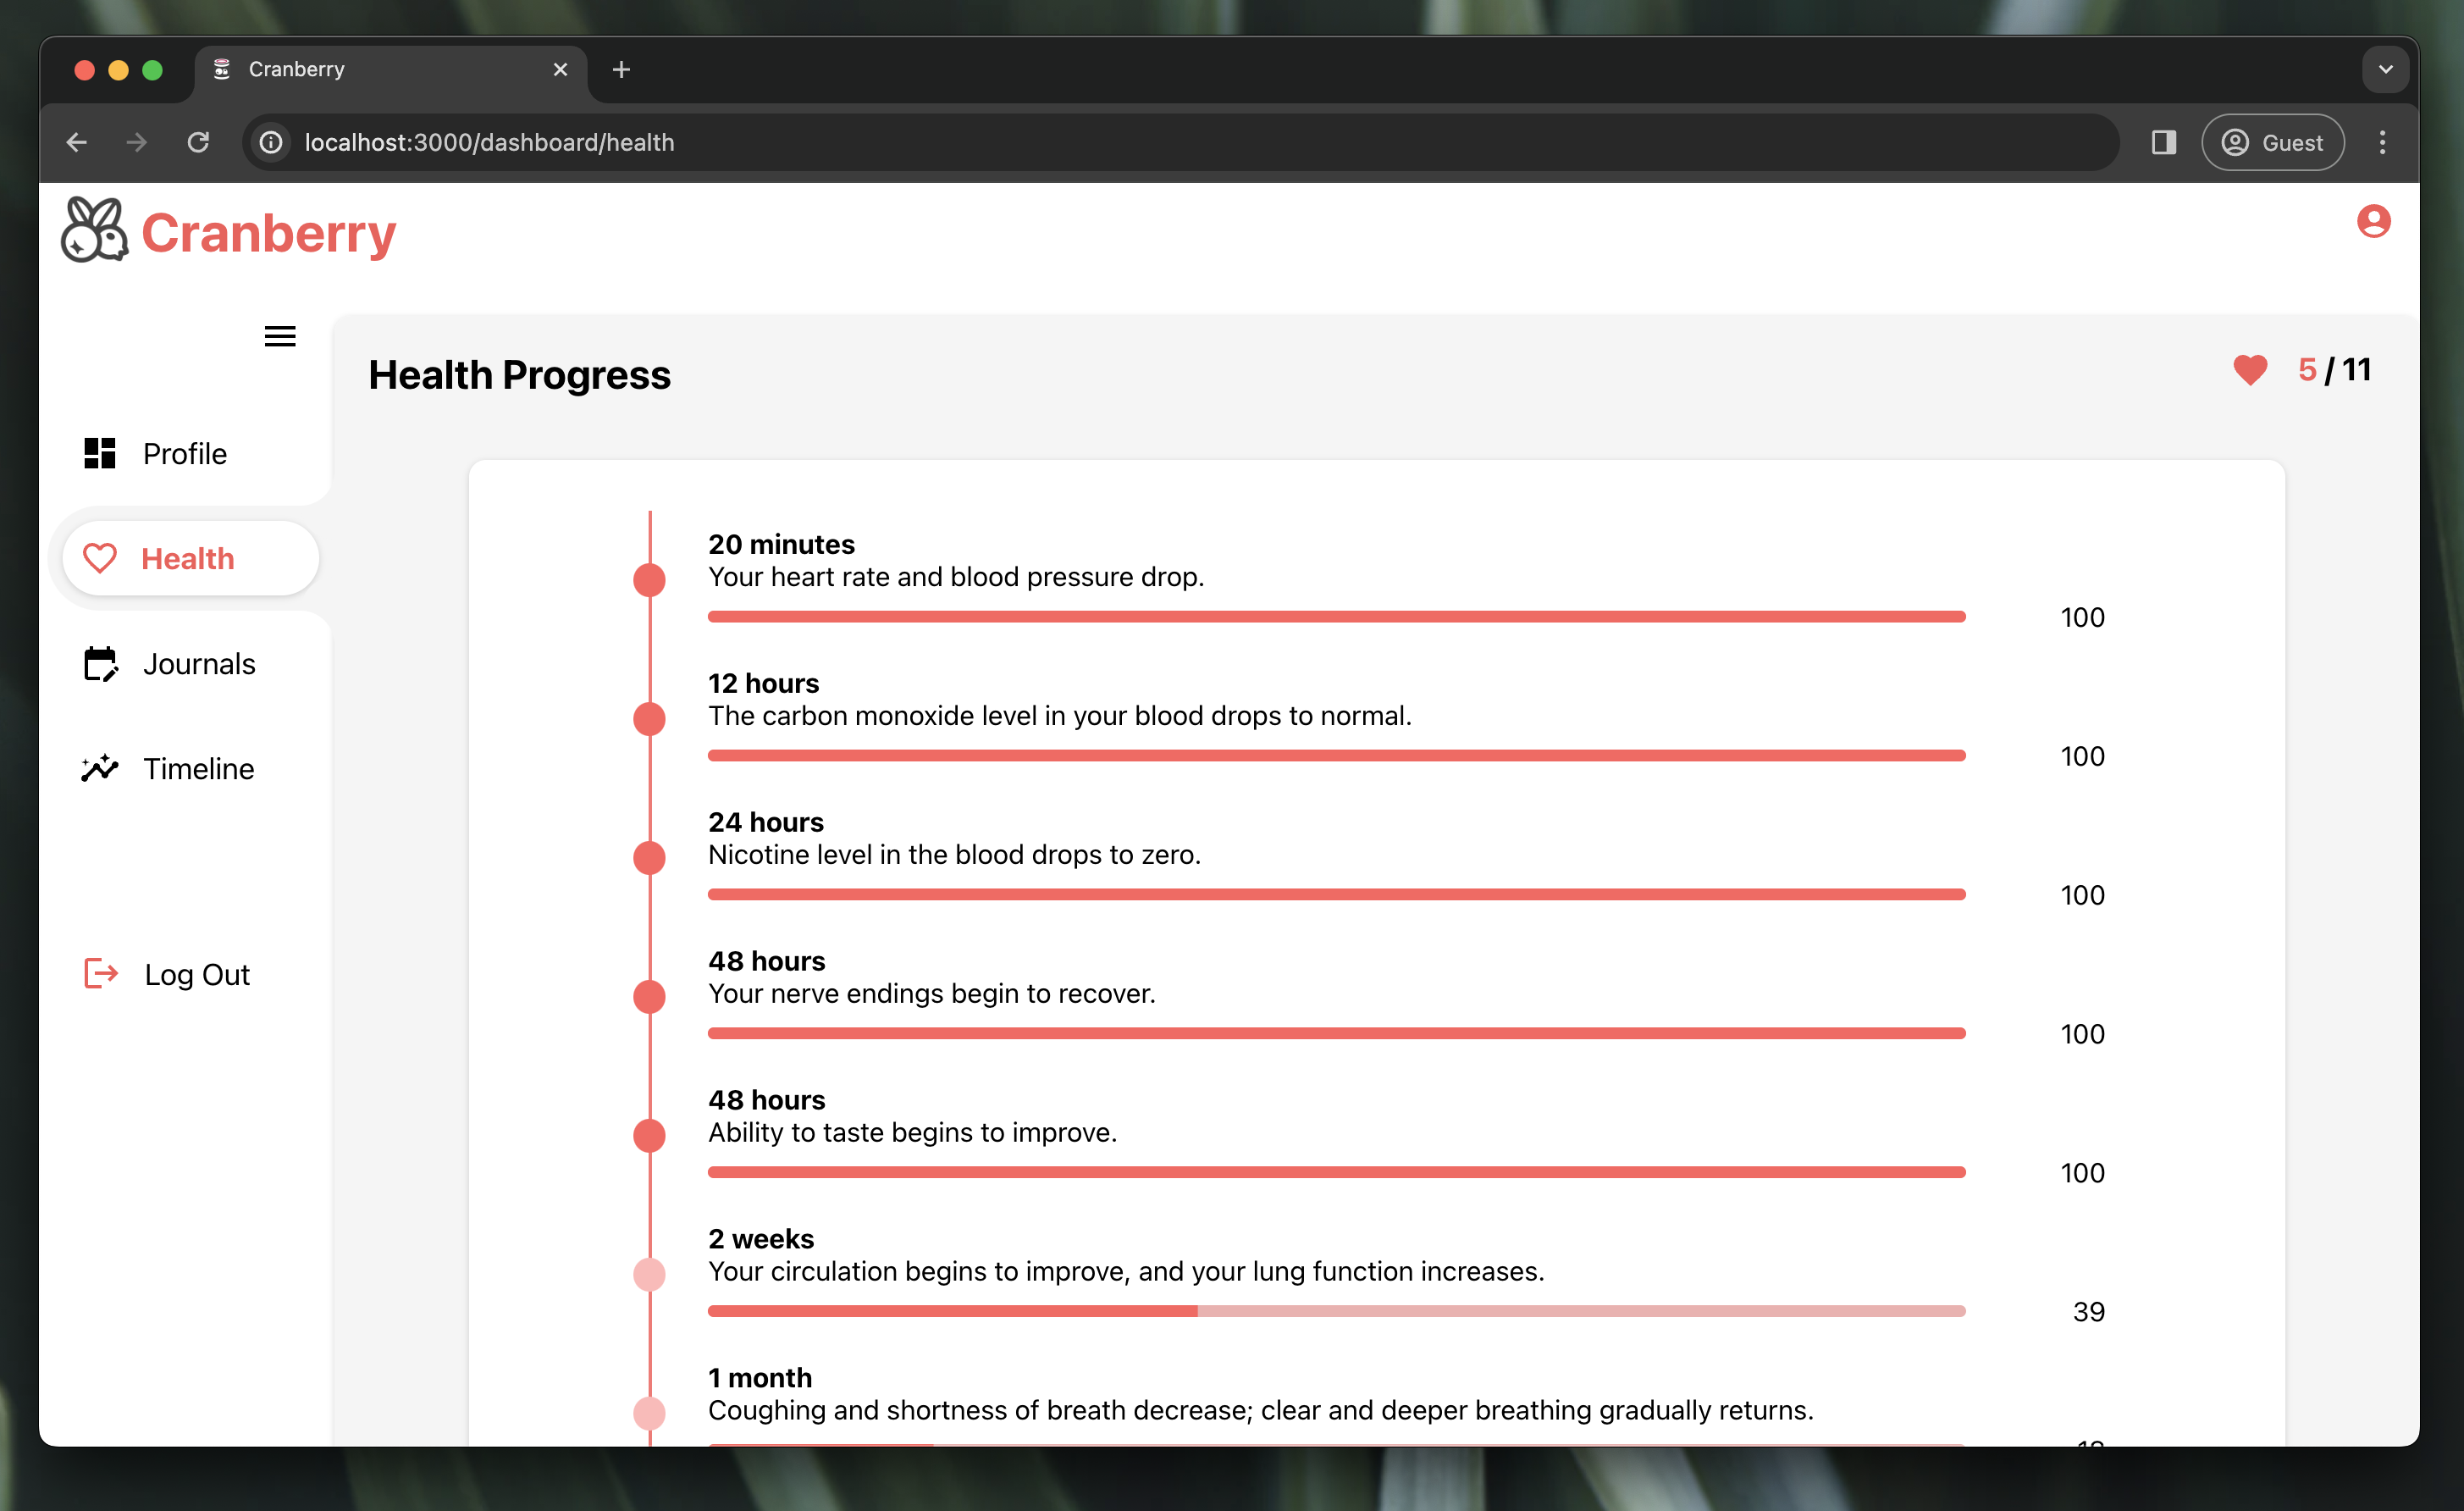 Cranberry
localhost:3000/dashboard/health
Guest
Cranberry
Health Progress
5 / 11
Profile
Health
Journals
Timeline
Log Out
20 minutes
Your heart rate and blood pressure drop.
100
12 hours
The carbon monoxide level in your blood drops to normal.
100
24 hours
Nicotine level in the blood drops to zero.
100
48 hours
Your nerve endings begin to recover.
100
48 hours
Ability to taste begins to improve.
100
2 weeks
Your circulation begins to improve, and your lung function increases.
39
1 month
Coughing and shortness of breath decrease; clear and deeper breathing gradually returns.